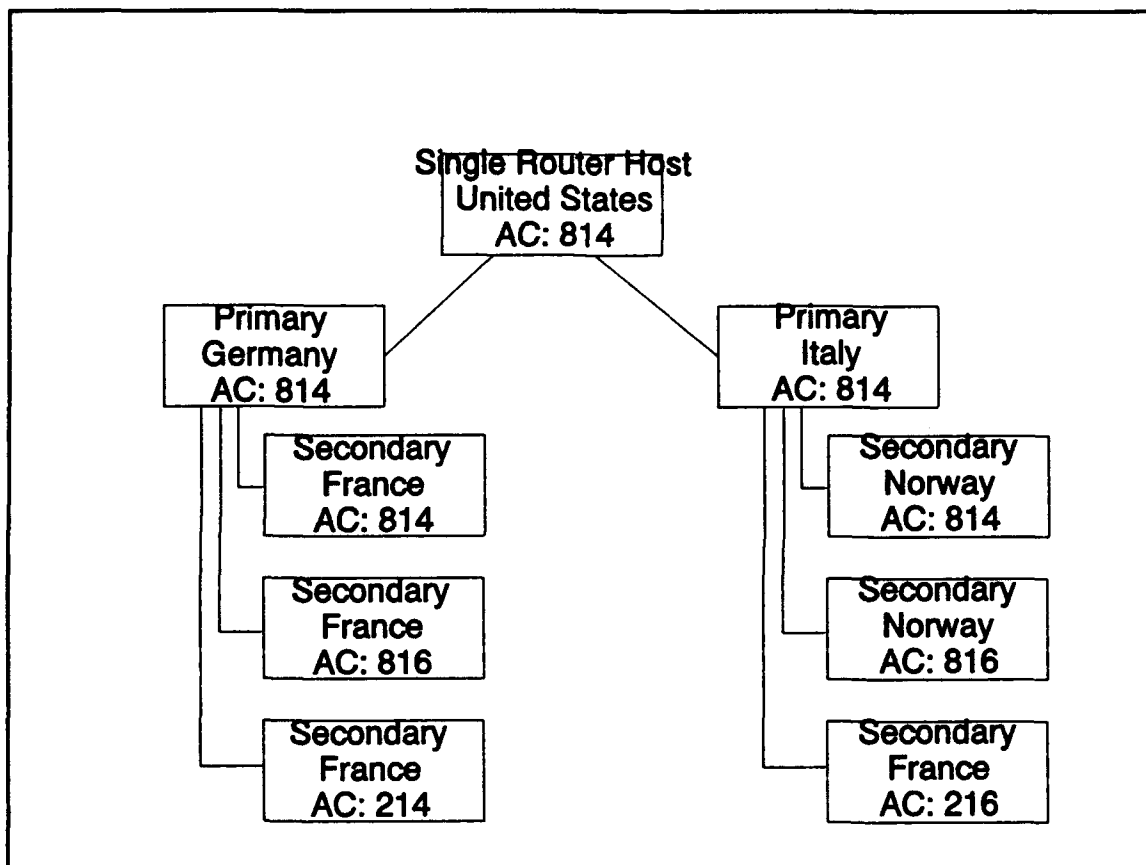 Single Router Host
United States
AC: 814
Primary
Germany
AC: 814
Primary
Italy
AC: 814
Secondary
France
AC: 814
Secondary
France
AC: 816
Secondary
France
AC: 214
Secondary
Norway
AC: 814
Secondary
Norway
AC: 816
Secondary
France
AC: 216